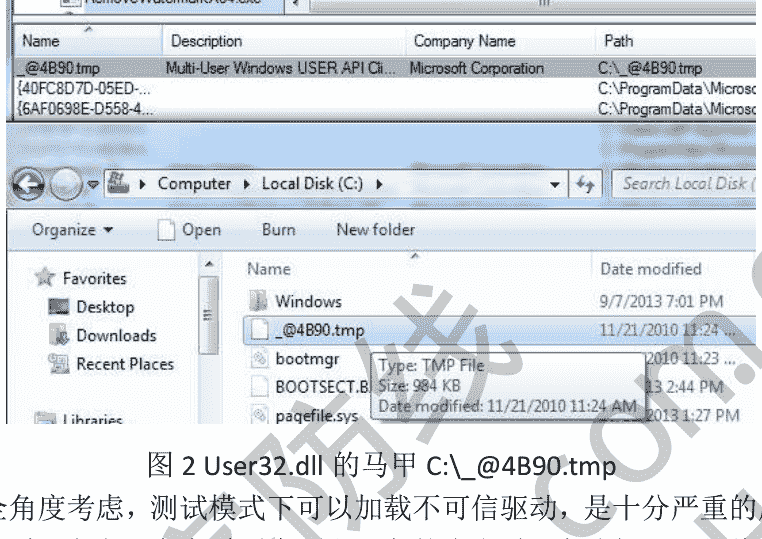 RemoveWatermarkX64.exe
Name Description Company Name Path
_@4B90.tmp Multi-User Windows USER API Cli... Microsoft Corporation C:\_@4B90.tmp
{40FC8D7D-05ED-... C:\ProgramData\Microso
{6AF0698E-D558-4... C:\ProgramData\Microso
Computer Local Disk (C:) Search Local Disk (
Organize Open Burn New folder
Favorites
Desktop
Downloads
Recent Places
Libraries
Name Date modified
Windows 9/7/2013 7:01 PM
_@4B90.tmp 11/21/2010 11:24 ...
bootmgr 2010 11:23 ...
BOOTSECT.B 13 2:44 PM
pagefile.sys 2013 1:27 PM
Type: TMP File
Size: 984 KB
Date modified: 11/21/2010 11:24 AM
图 2 User32.dll 的马甲 C:\_@4B90.tmp
全角度考虑，测试模式下可以加载不可信驱动，是十分严重的
防线
.com.